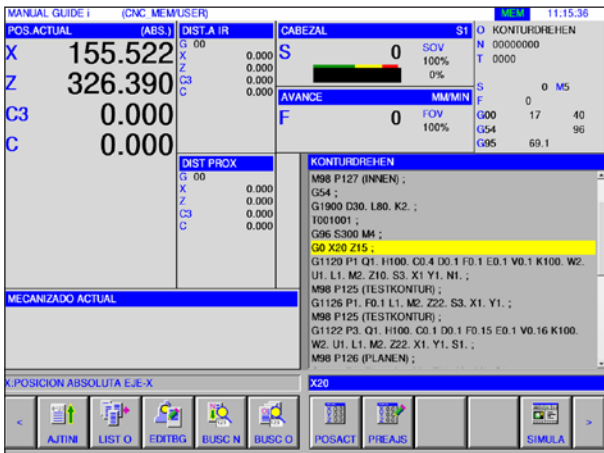 MANUAL GUIDE i (CNC_MEM/USER) MEM 11:15:36
POS.ACTUAL (ABS.)
X 155.522
Z 326.390
C3 0.000
C 0.000
DIST.A IR
G 00
X 0.000
Z 0.000
C3 0.000
C 0.000
CABEZAL S1
S 0 SOV
100%
0%
AVANCE MM/MIN
F 0 FOV
100%
O KONTURDREHEN
N 00000000
T 0000
S 0 M5
F 0
G00 17 40
G54 96
G95 69.1
DIST PROX
G 00
X 0.000
Z 0.000
C3 0.000
C 0.000
KONTURDREHEN
M98 P127 (INNEN) ;
G54 ;
G1900 D30. L80. K2. ;
T001001 ;
G96 S300 M4 ;
G0 X20 Z15 ;
G1120 P1 Q1. H100. C0.4 D0.1 F0.1 E0.1 V0.1 K100. W2.
U1. L1. M2. Z10. S3. X1 Y1. N1. ;
M98 P125 (TESTKONTUR) ;
G1126 P1. F0.1 L1. M2. Z22. S3. X1. Y1. ;
M98 P125 (TESTKONTUR) ;
G1122 P3. Q1. H100. C0.1 D0.1 F0.15 E0.1 V0.16 K100.
W2. U1. L1. M2. Z22. X1. Y1. S1. ;
M98 P126 (PLANEN) ;
MECANIZADO ACTUAL
X:POSICION ABSOLUTA EJE-X
X20
< AJTINI LIST O EDITBG BUSC N BUSC O POSACT PREAJS SIMULA >